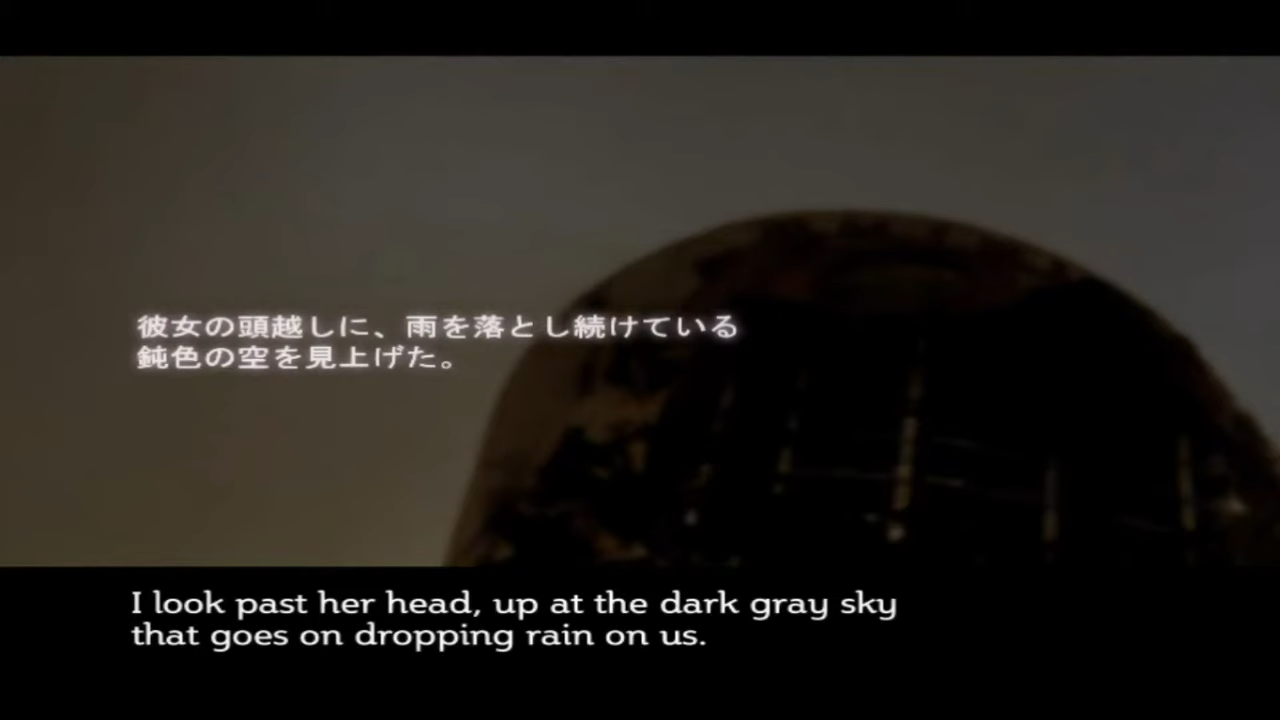 彼女の頭越しに、雨を落とし続けている
鈍色の空を見上げた。
I look past her head, up at the dark gray sky
that goes on dropping rain on us.